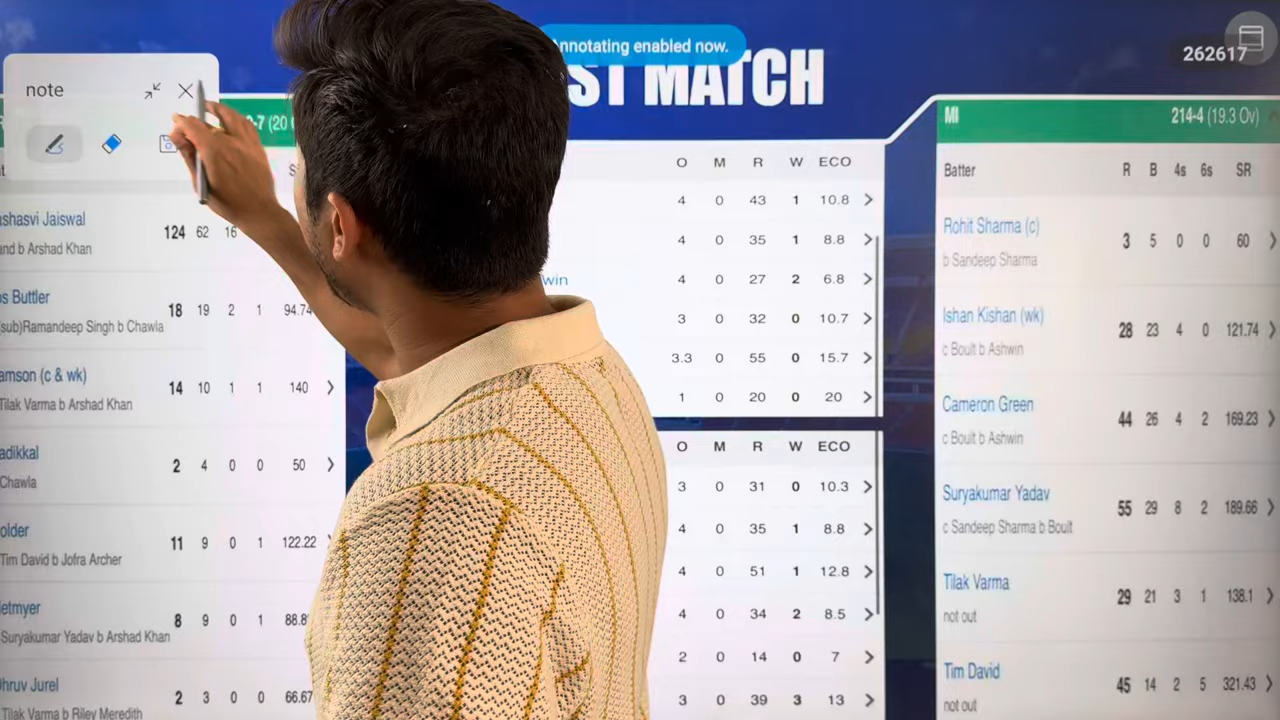 Annotating enabled now.
262617
ST MATCH
note
2-7 (20
124 62 16
and b Arshad Khan
Buttler
18 19 2 1 94.74
(sub)Ramandeep Singh b Chawla
(c & wk)
14 10 1 1 140
Tilak Varma b Arshad Khan
2 4 0 0 50
Chawla
11 9 0 1 122.22
Tim David b Jofra Archer
8 9 0 1 88.8
Suryakumar Yadav b Arshad Khan
Dhruv Jurel
2 3 0 0 66.67
Tilak Varma b Riley Meredith
O M R W ECO
4 0 43 1 10.8
4 0 35 1 8.8
4 0 27 2 6.8
3 0 32 0 10.7
3.3 0 55 0 15.7
1 0 20 0 20
O M R W ECO
3 0 31 0 10.3
4 0 35 1 8.8
4 0 51 1 12.8
4 0 34 2 8.5
2 0 14 0 7
3 0 39 3 13
MI 214-4 (19.3 Ov)
Batter R B 4s 6s SR
Rohit Sharma (c)
3 5 0 0 60
b Sandeep Sharma
Ishan Kishan (wk)
28 23 4 0 121.74
c Boult b Ashwin
Cameron Green
44 26 4 2 169.23
c Boult b Ashwin
Suryakumar Yadav
55 29 8 2 189.66
c Sandeep Sharma b Boult
Tilak Varma
29 21 3 1 138.1
not out
Tim David
45 14 2 5 321.43
not out